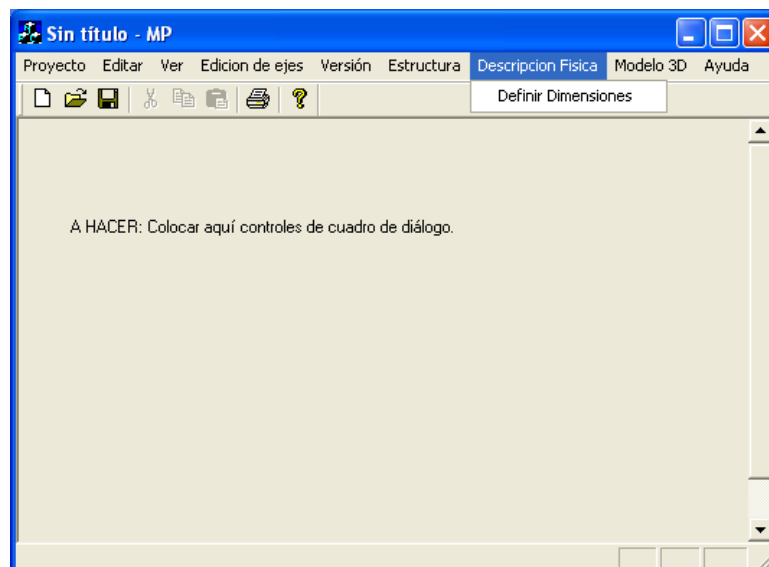 Sin título - MP
Proyecto Editar Ver Edicion de ejes Versión Estructura Descripcion Fisica Modelo 3D Ayuda
Definir Dimensiones
A HACER: Colocar aquí controles de cuadro de diálogo.